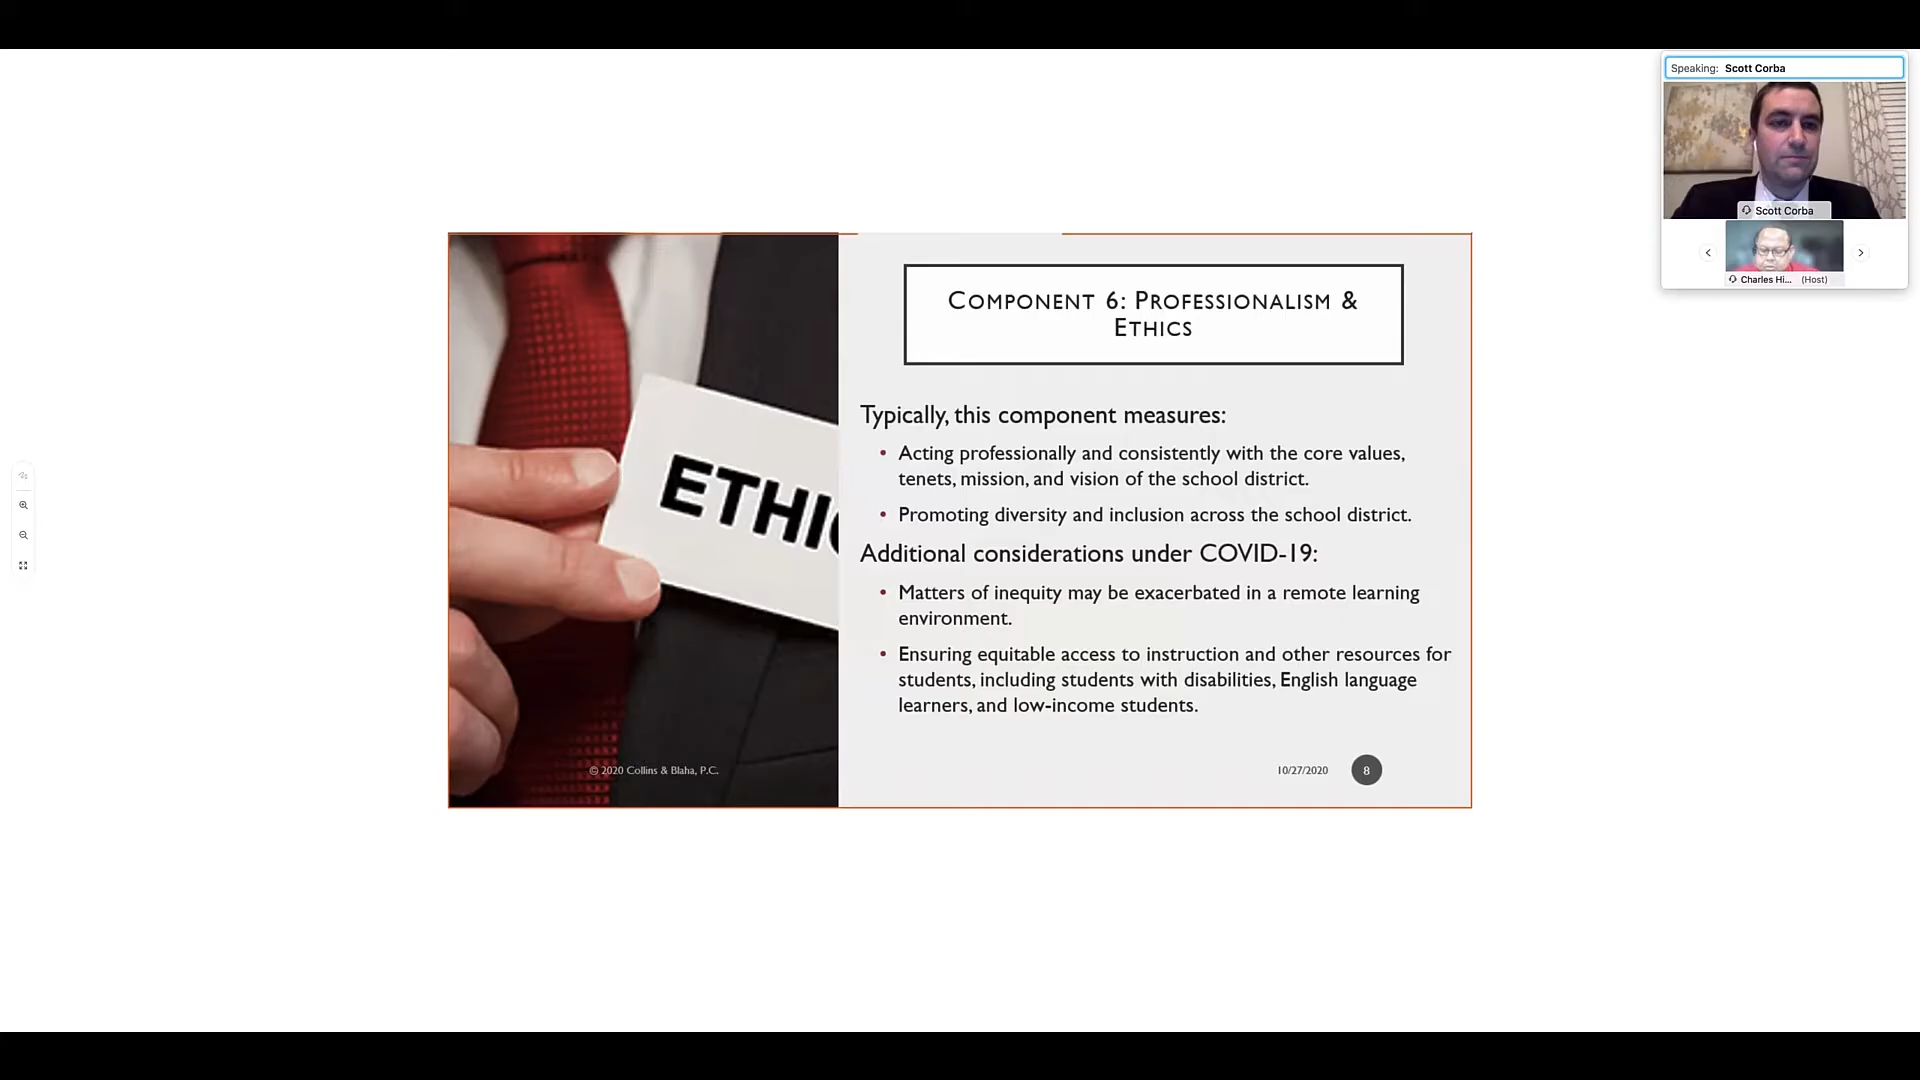 Speaking: Scott Corba
Scott Corba
Charles Hi... (Host)
COMPONENT 6: PROFESSIONALISM &
ETHICS
ETHIC
Typically, this component measures:
• Acting professionally and consistently with the core values,
tenets, mission, and vision of the school district.
• Promoting diversity and inclusion across the school district.
Additional considerations under COVID-19:
• Matters of inequity may be exacerbated in a remote learning
environment.
• Ensuring equitable access to instruction and other resources for
students, including students with disabilities, English language
learners, and low-income students.
© 2020 Collins & Blaha, P.C.
10/27/2020
8